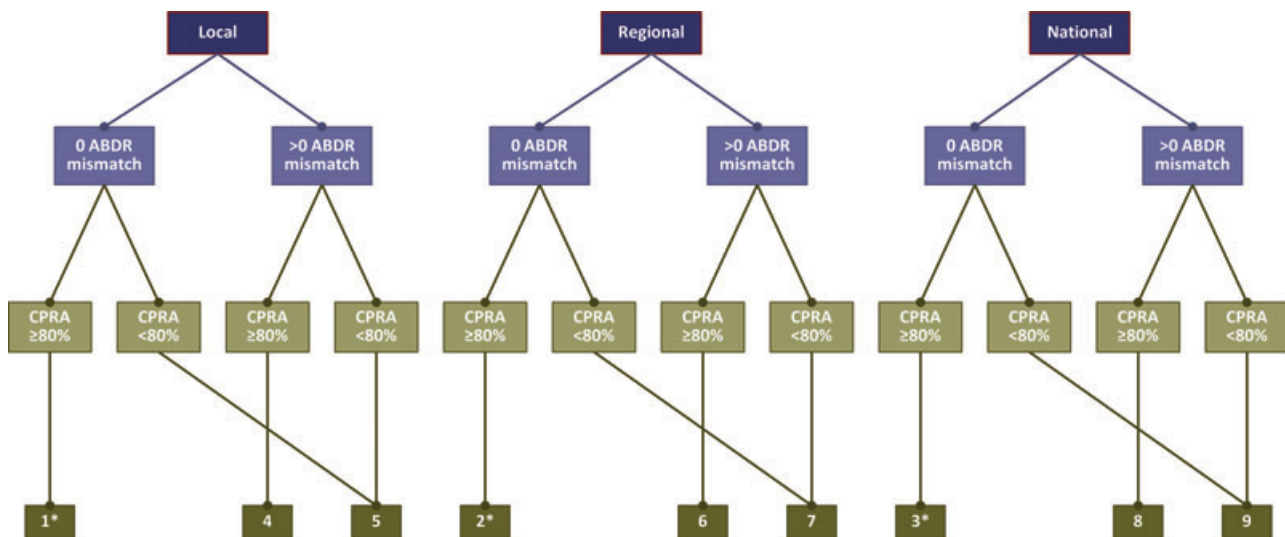 Local
Regional
National
0 ABDR
mismatch
>0 ABDR
mismatch
0 ABDR
mismatch
>0 ABDR
mismatch
0 ABDR
mismatch
>0 ABDR
mismatch
CPRA
≥80%
CPRA
<80%
CPRA
≥80%
CPRA
<80%
CPRA
≥80%
CPRA
<80%
CPRA
≥80%
CPRA
<80%
CPRA
≥80%
CPRA
<80%
CPRA
≥80%
CPRA
<80%
1*
4
5
2*
6
7
3*
8
9